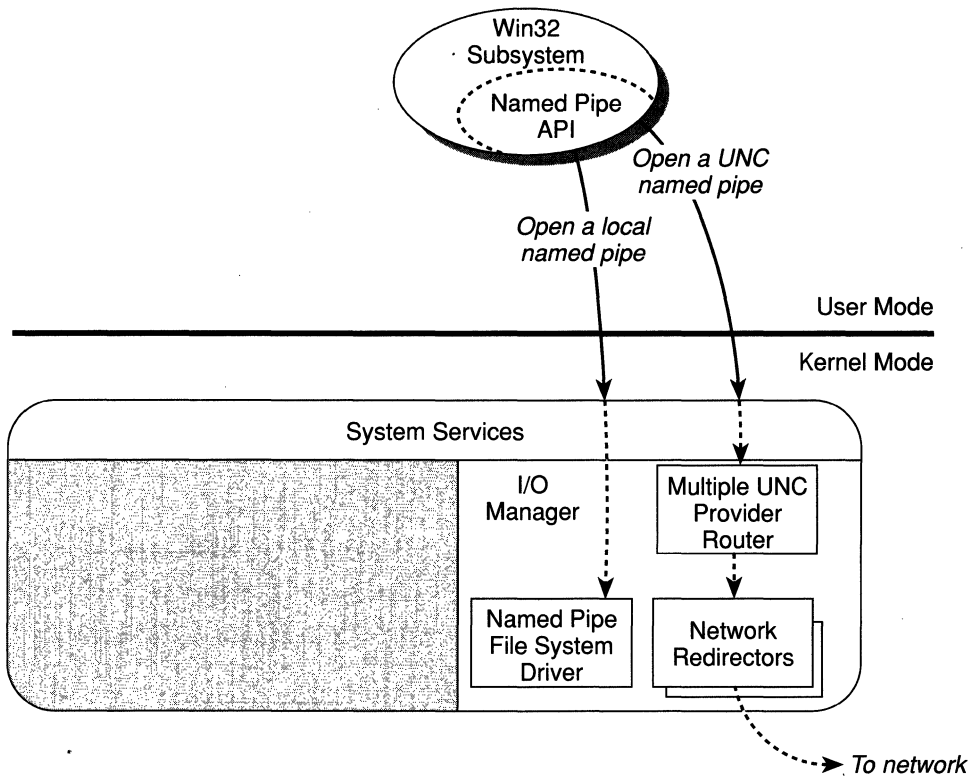 Win32
Subsystem
Named Pipe
API
Open a UNC
named pipe
Open a local
named pipe
User Mode
Kernel Mode
System Services
I/O
Manager
Multiple UNC
Provider
Router
Named Pipe
File System
Driver
Network
Redirectors
To network